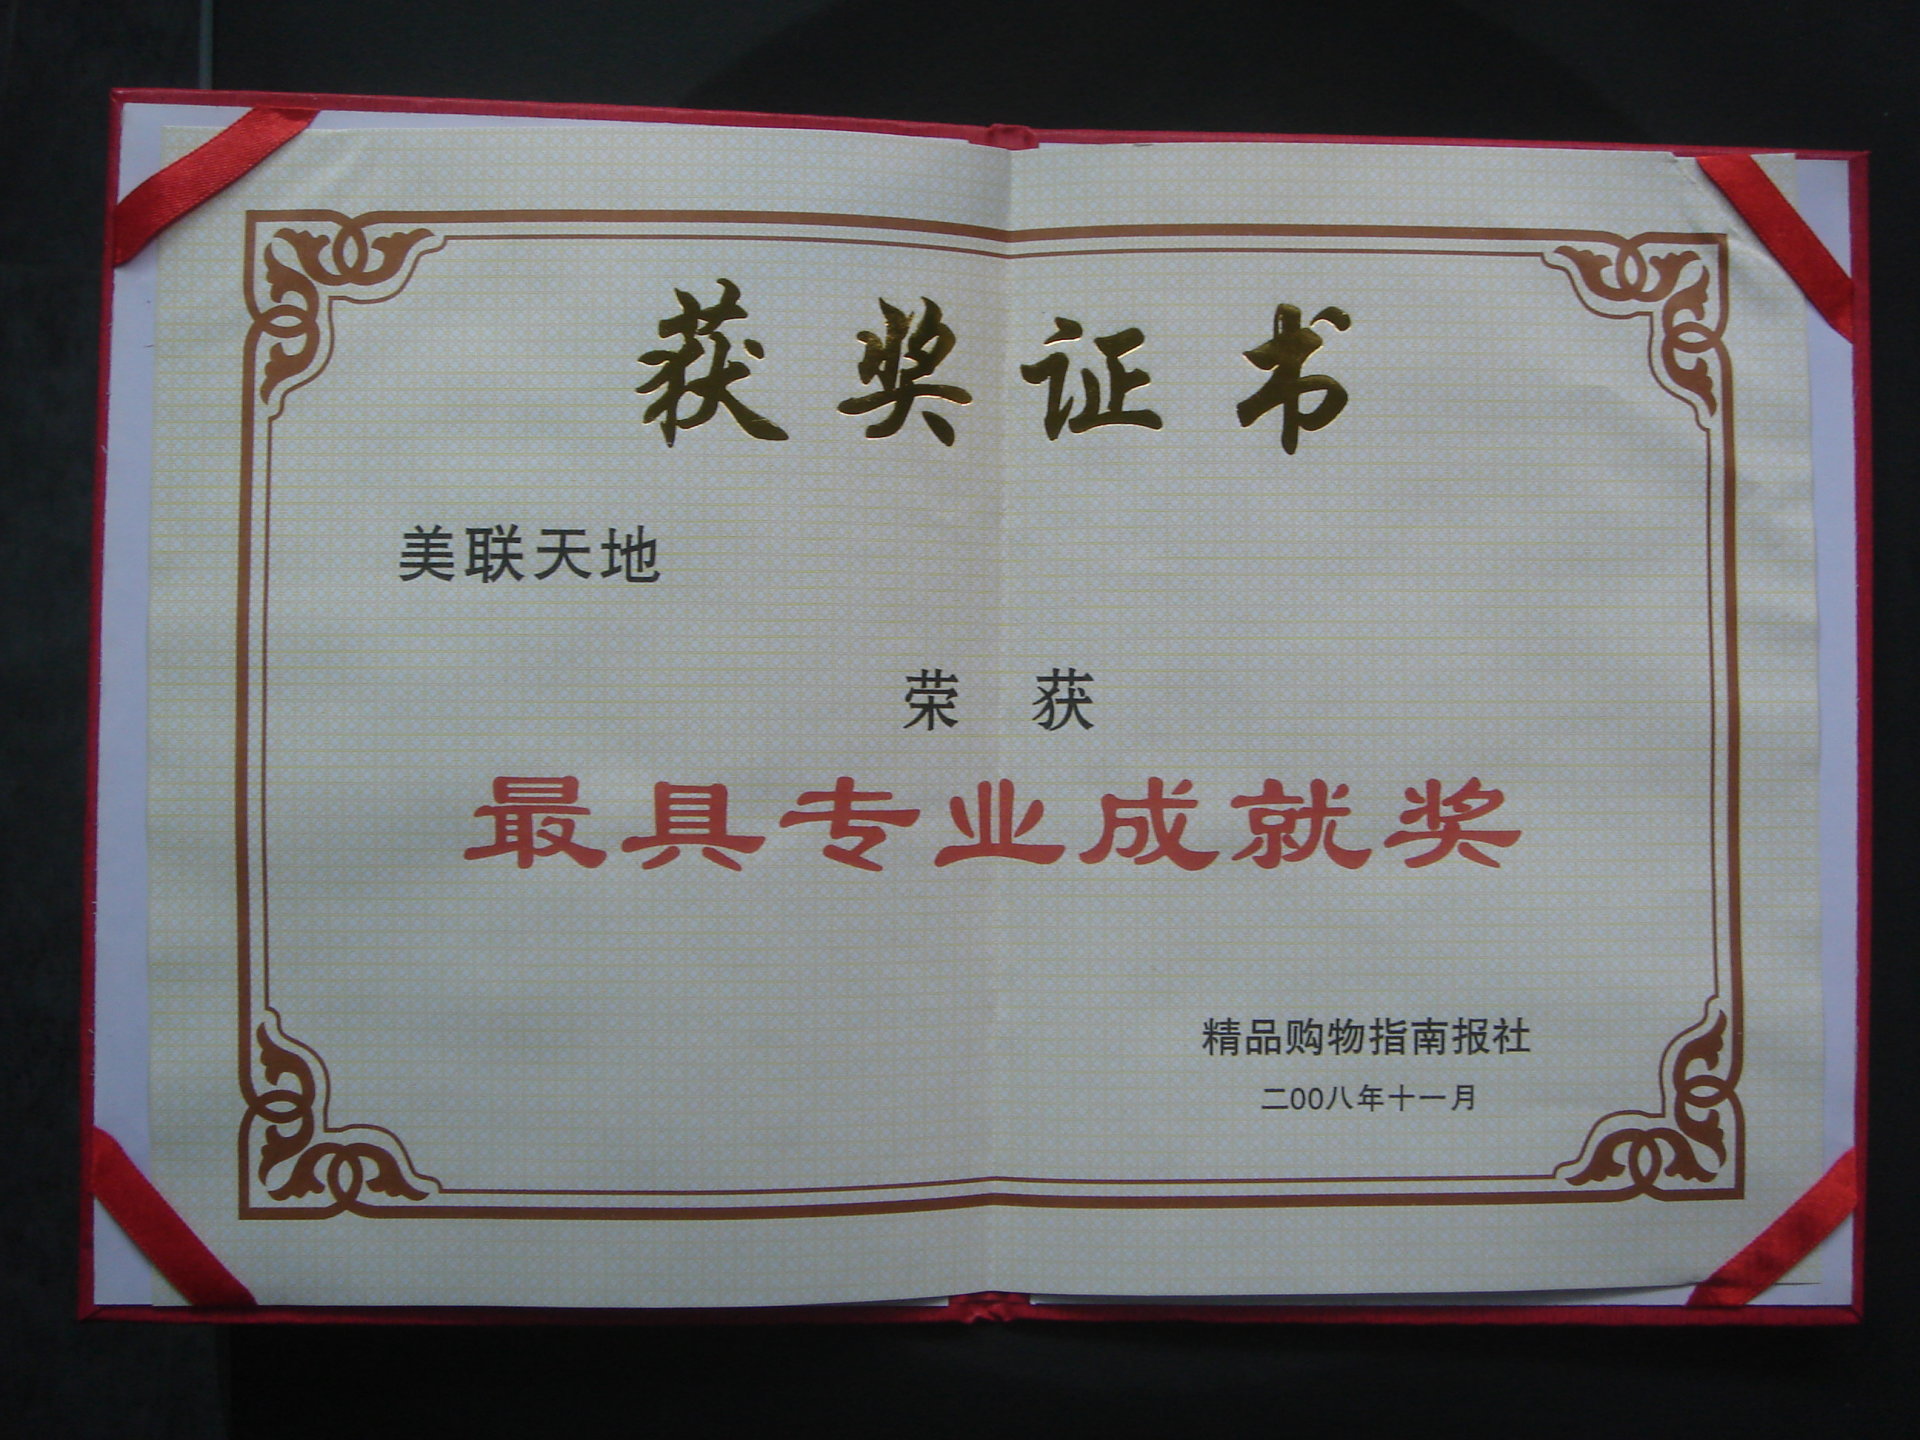 获奖证书
美联天地
荣 获
最具专业成就奖
精品购物指南报社
二00八年十一月